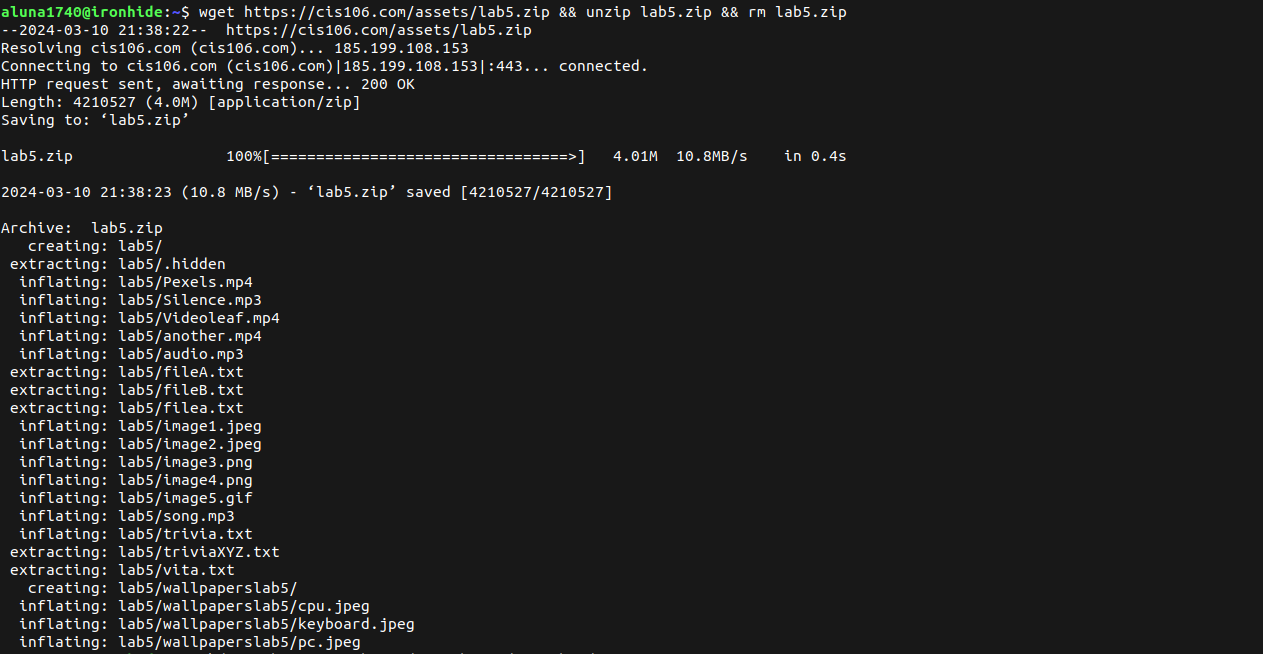 aluna1740@ironhide:~$ wget https://cis106.com/assets/lab5.zip && unzip lab5.zip && rm lab5.zip
--2024-03-10 21:38:22--  https://cis106.com/assets/lab5.zip
Resolving cis106.com (cis106.com)... 185.199.108.153
Connecting to cis106.com (cis106.com)|185.199.108.153|:443... connected.
HTTP request sent, awaiting response... 200 OK
Length: 4210527 (4.0M) [application/zip]
Saving to: ‘lab5.zip’
lab5.zip                 100%[=================================>]   4.01M  10.8MB/s    in 0.4s
2024-03-10 21:38:23 (10.8 MB/s) - ‘lab5.zip’ saved [4210527/4210527]
Archive:  lab5.zip
   creating: lab5/
 extracting: lab5/.hidden
  inflating: lab5/Pexels.mp4
  inflating: lab5/Silence.mp3
  inflating: lab5/Videoleaf.mp4
  inflating: lab5/another.mp4
  inflating: lab5/audio.mp3
 extracting: lab5/fileA.txt
 extracting: lab5/fileB.txt
 extracting: lab5/filea.txt
  inflating: lab5/image1.jpeg
  inflating: lab5/image2.jpeg
  inflating: lab5/image3.png
  inflating: lab5/image4.png
  inflating: lab5/image5.gif
  inflating: lab5/song.mp3
  inflating: lab5/trivia.txt
 extracting: lab5/triviaXYZ.txt
 extracting: lab5/vita.txt
   creating: lab5/wallpaperslab5/
  inflating: lab5/wallpaperslab5/cpu.jpeg
  inflating: lab5/wallpaperslab5/keyboard.jpeg
  inflating: lab5/wallpaperslab5/pc.jpeg